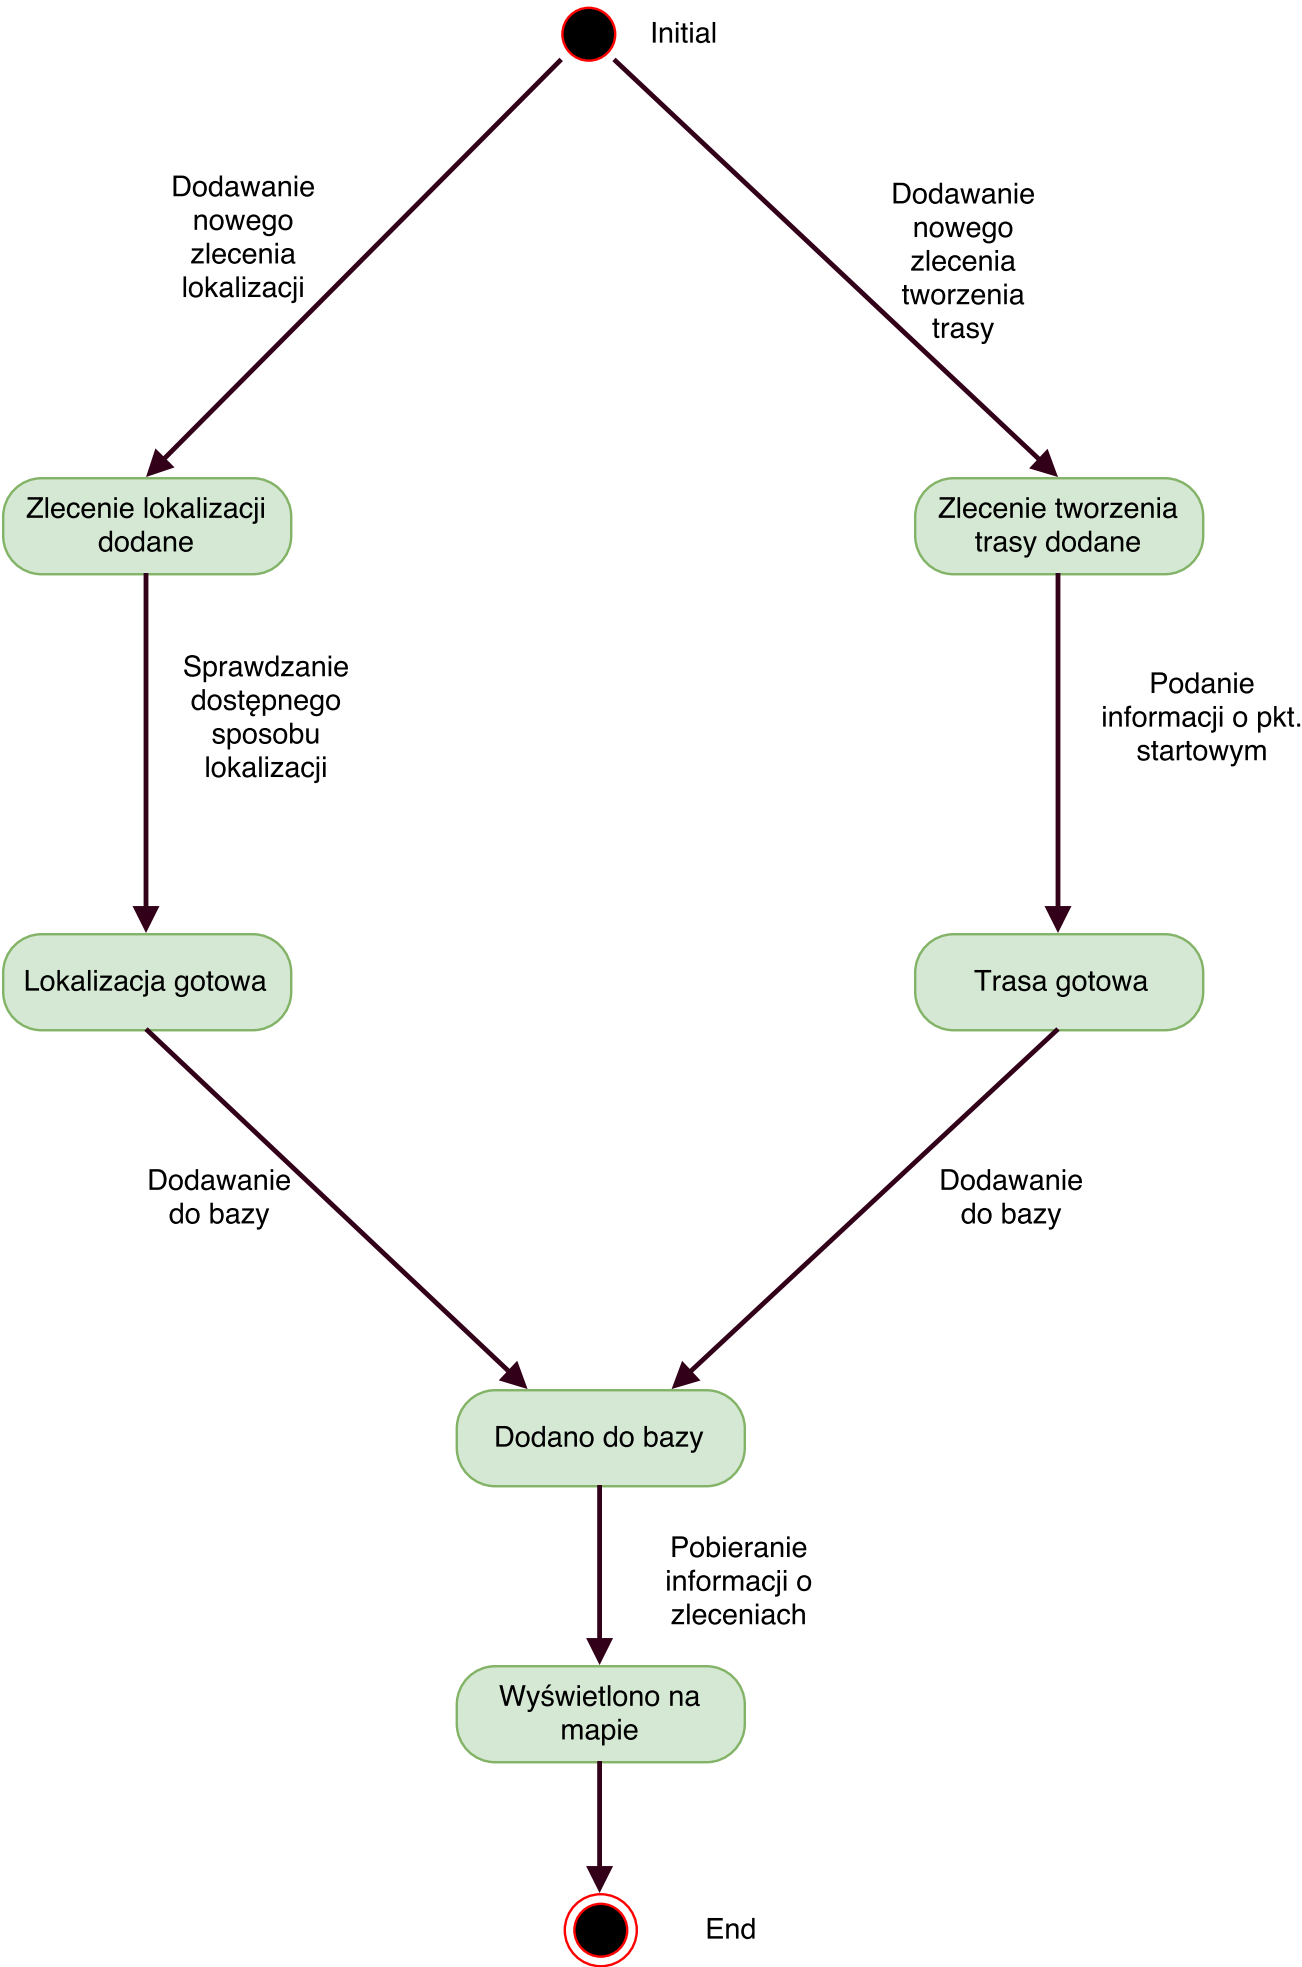 Initial
Dodawanie
nowego
zlecenia
lokalizacji
Dodawanie
nowego
zlecenia
tworzenia
trasy
Zlecenie lokalizacji
dodane
Zlecenie tworzenia
trasy dodane
Sprawdzanie
dostępnego
sposobu
lokalizacji
Podanie
informacji o pkt.
startowym
Lokalizacja gotowa
Trasa gotowa
Dodawanie
do bazy
Dodawanie
do bazy
Dodano do bazy
Pobieranie
informacji o
zleceniach
Wyświetlono na
mapie
End